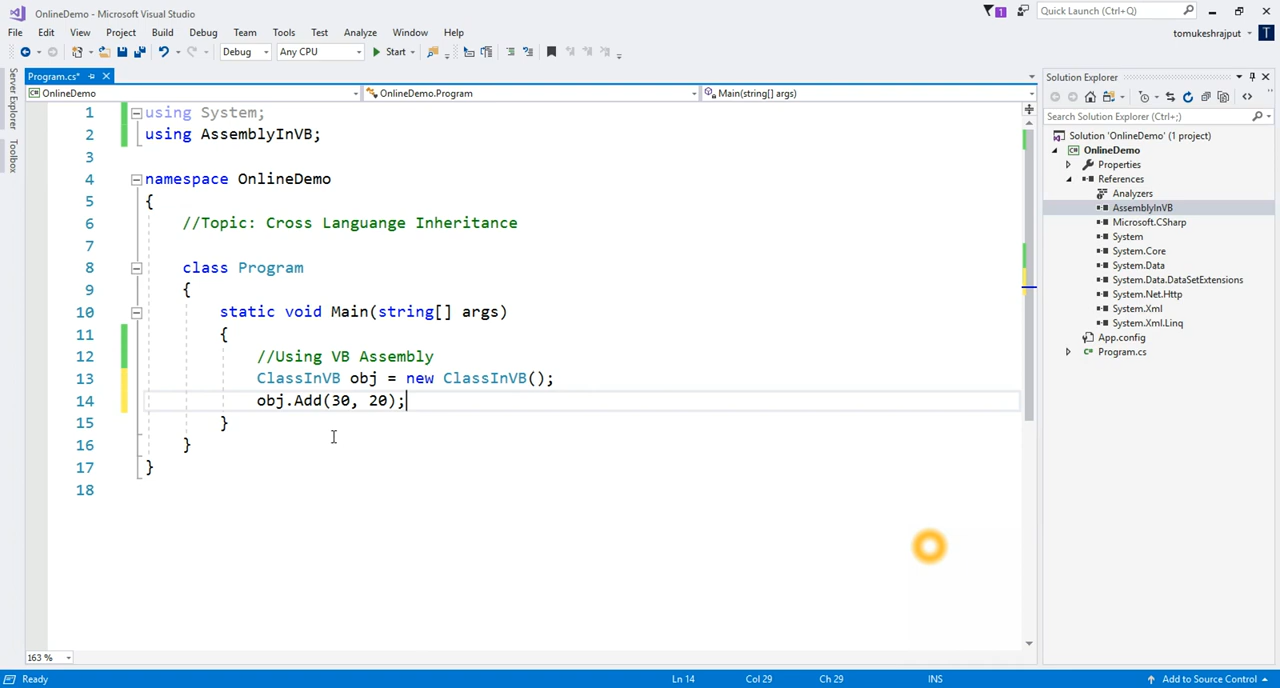 OnlineDemo - Microsoft Visual Studio
1
Quick Launch (Ctrl+Q)
File Edit View Project Build Debug Team Tools Test Analyze Window Help
tomukeshrajput
T
Debug Any CPU Start
Server Explorer
Toolbox
Program.cs*
OnlineDemo OnlineDemo.Program Main(string[] args)
1 using System;
2 using AssemblyInVB;
3
4 namespace OnlineDemo
5 {
6 //Topic: Cross Languange Inheritance
7
8 class Program
9 {
10 static void Main(string[] args)
11 {
12 //Using VB Assembly
13 ClassInVB obj = new ClassInVB();
14 obj.Add(30, 20);
15 }
16 }
17 }
18
163 %
Solution Explorer
Search Solution Explorer (Ctrl+;)
Solution 'OnlineDemo' (1 project)
OnlineDemo
Properties
References
Analyzers
AssemblyInVB
Microsoft.CSharp
System
System.Core
System.Data
System.Data.DataSetExtensions
System.Net.Http
System.Xml
System.Xml.Linq
App.config
Program.cs
Ready Ln 14 Col 29 Ch 29 INS Add to Source Control